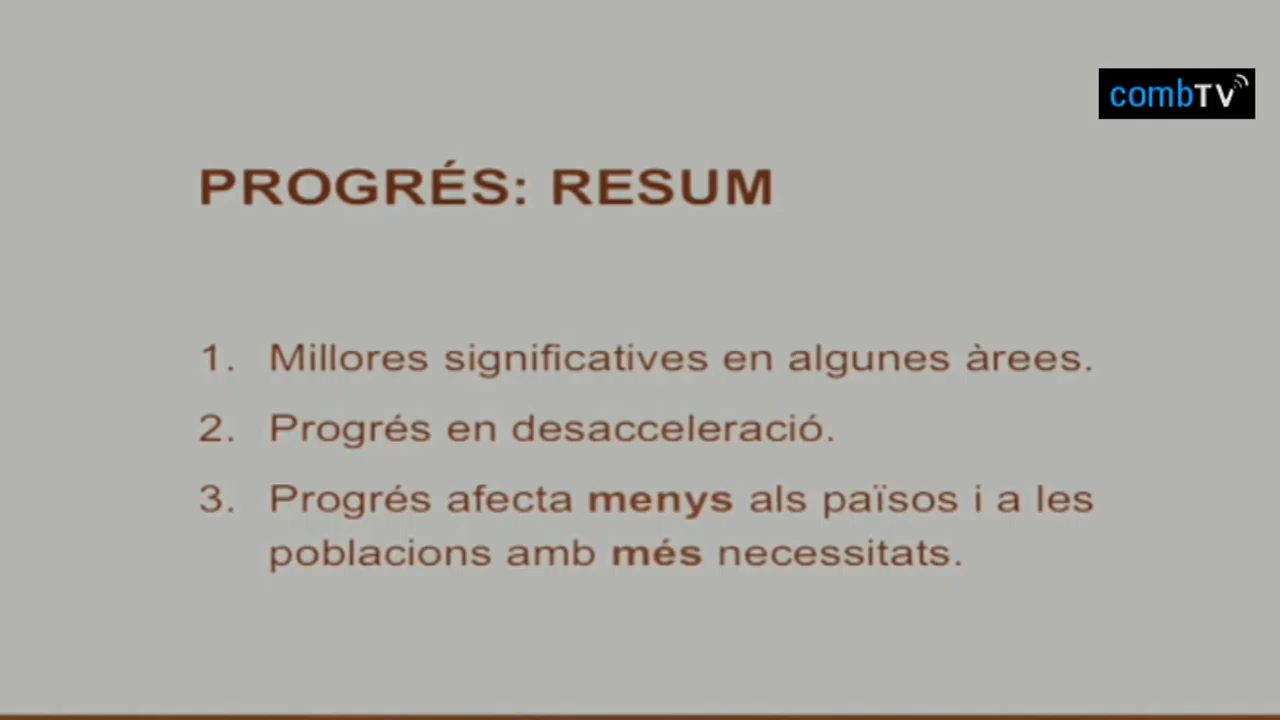 combTV
PROGRÉS: RESUM
1. Millores significatives en algunes àrees.
2. Progrés en desacceleració.
3. Progrés afecta menys als països i a les
poblacions amb més necessitats.